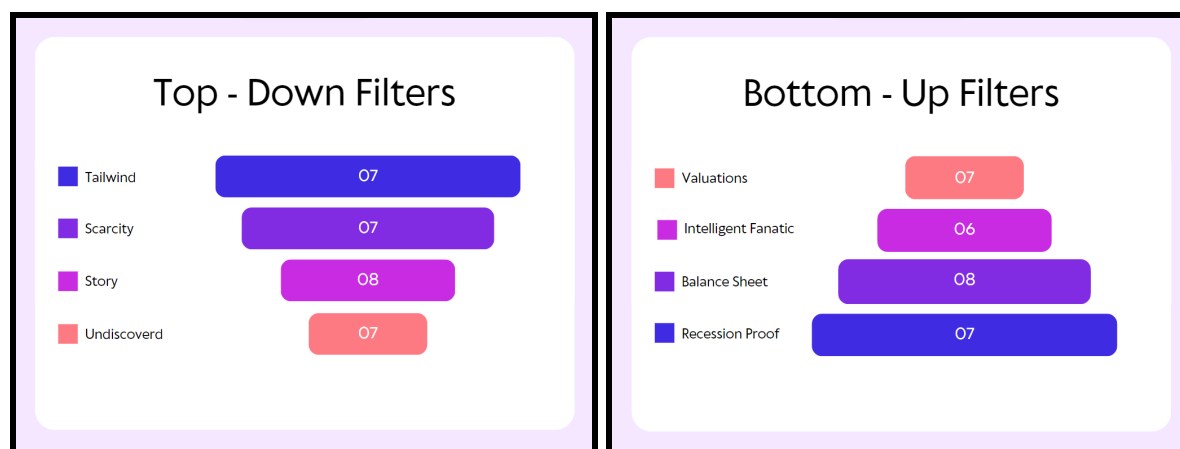 Top - Down Filters
Tailwind 07
Scarcity 07
Story 08
Undiscoverd 07
Bottom - Up Filters
Valuations 07
Intelligent Fanatic 06
Balance Sheet 08
Recession Proof 07